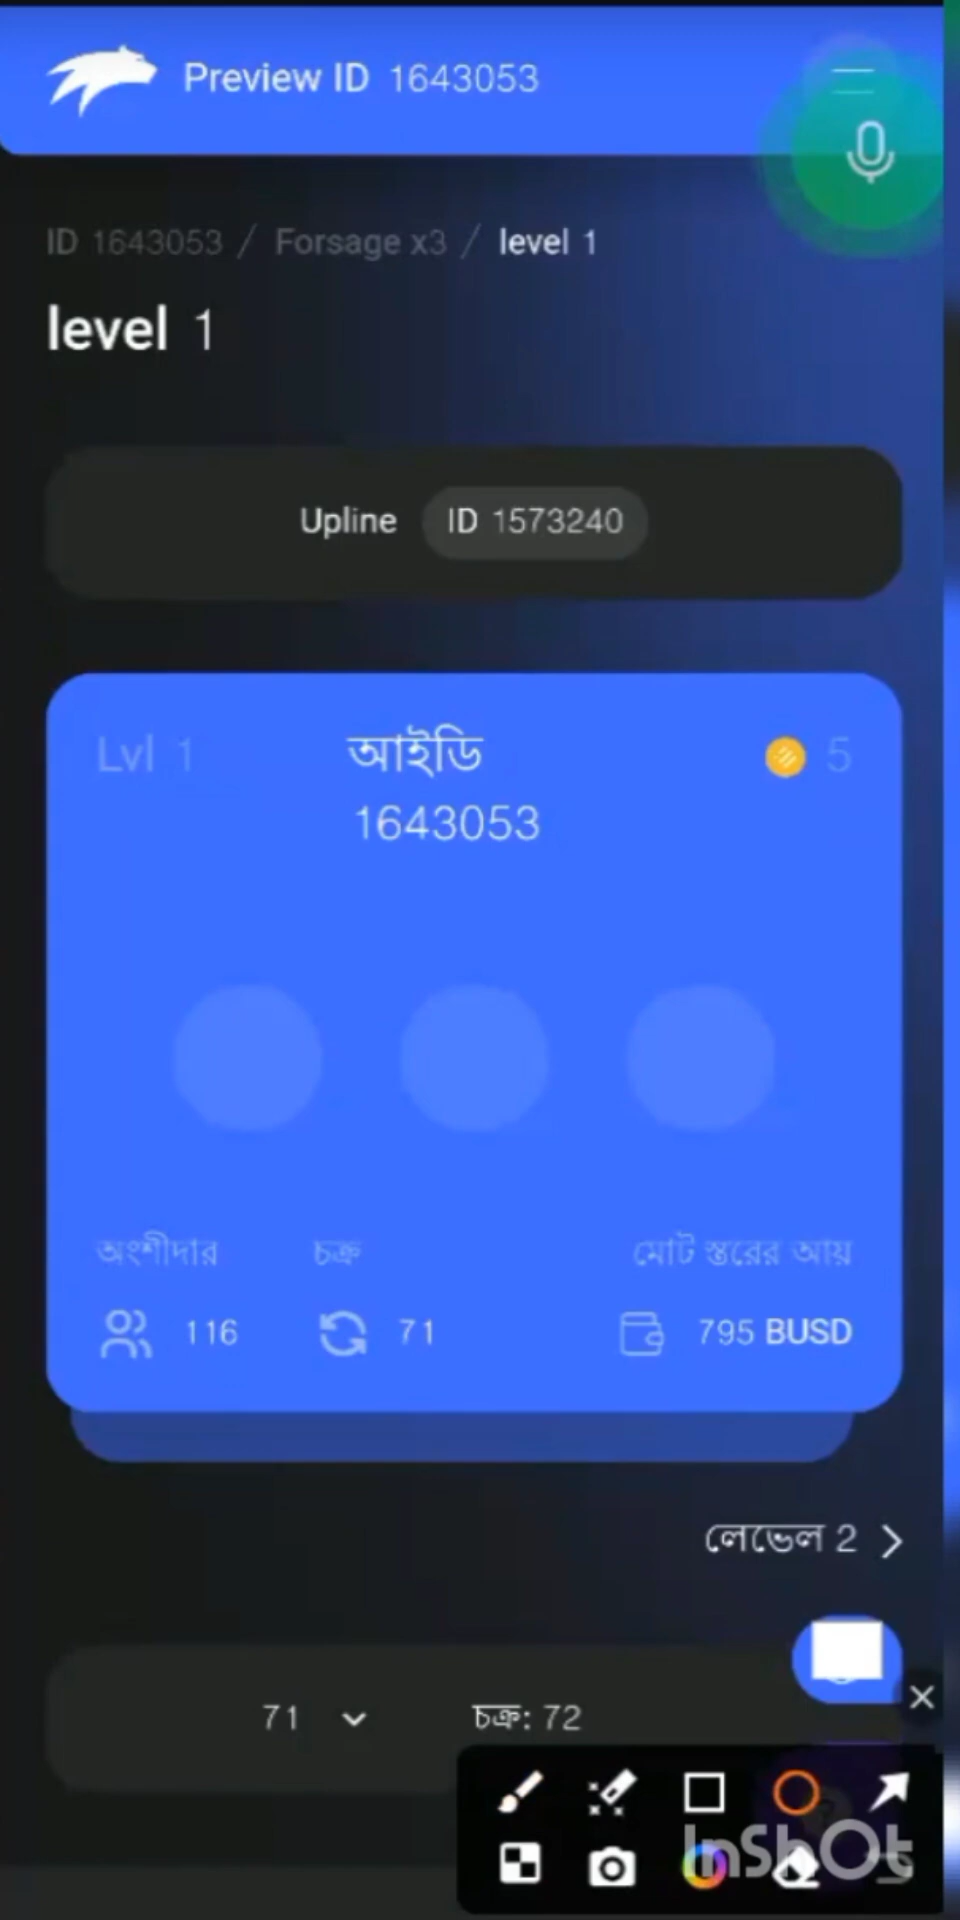 Preview ID 1643053
ID 1643053 / Forsage x3 / level 1
level 1
Upline ID 1573240
Lvl 1 আইডি 5
1643053
অংশীদার চক্র মোট স্তরের আয়
116 71 795 BUSD
লেভেল 2
71 চক্র: 72
InShOt